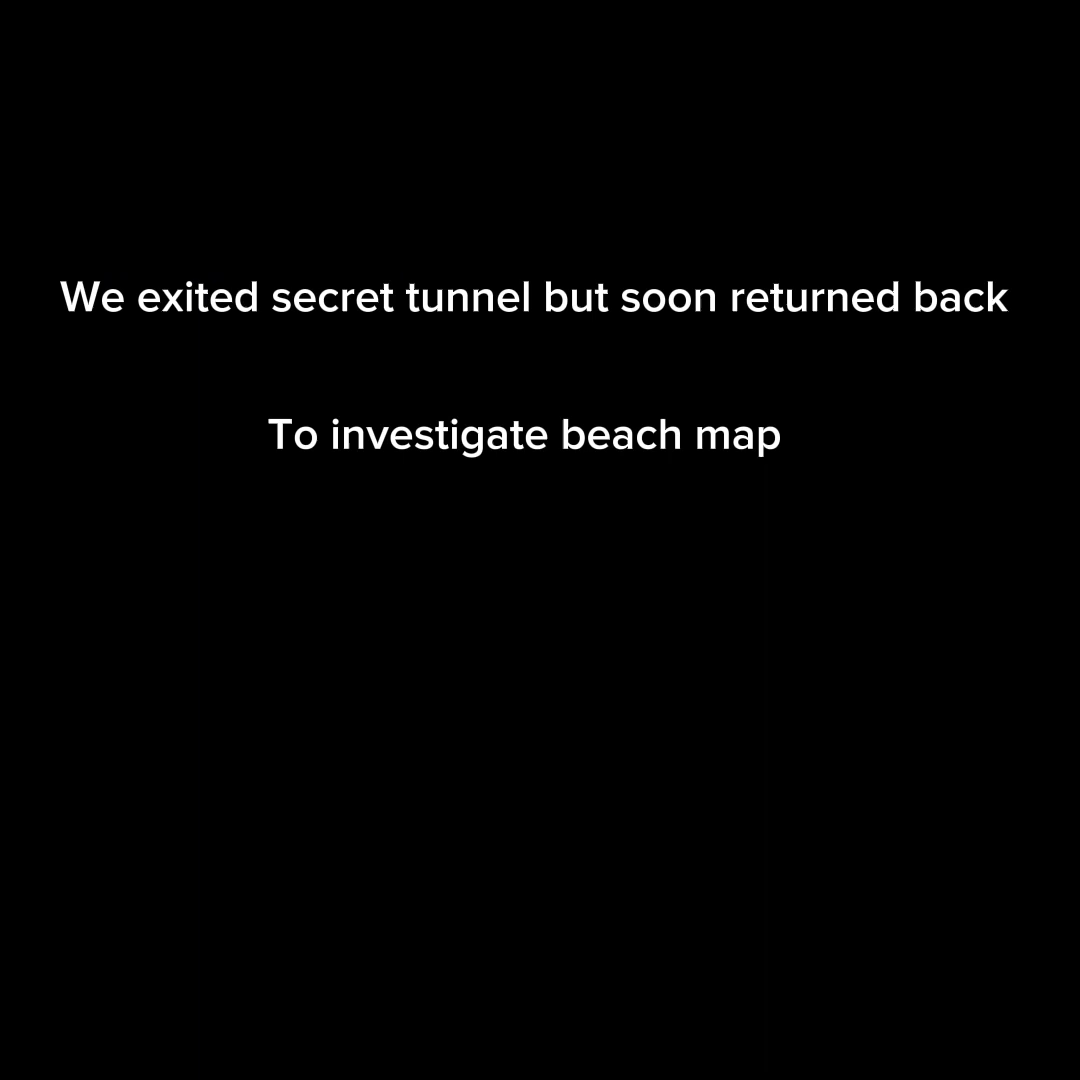 We exited secret tunnel but soon returned back
To investigate beach map